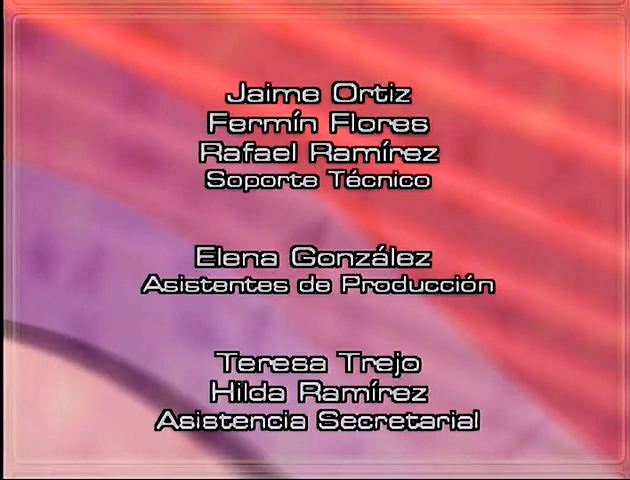 Jaime Ortiz
Fermín Flores
Rafael Ramírez
Soporte Técnico
Elena González
Asistentes de Producción
Teresa Trejo
Hilda Ramírez
Asistencia Secretarial